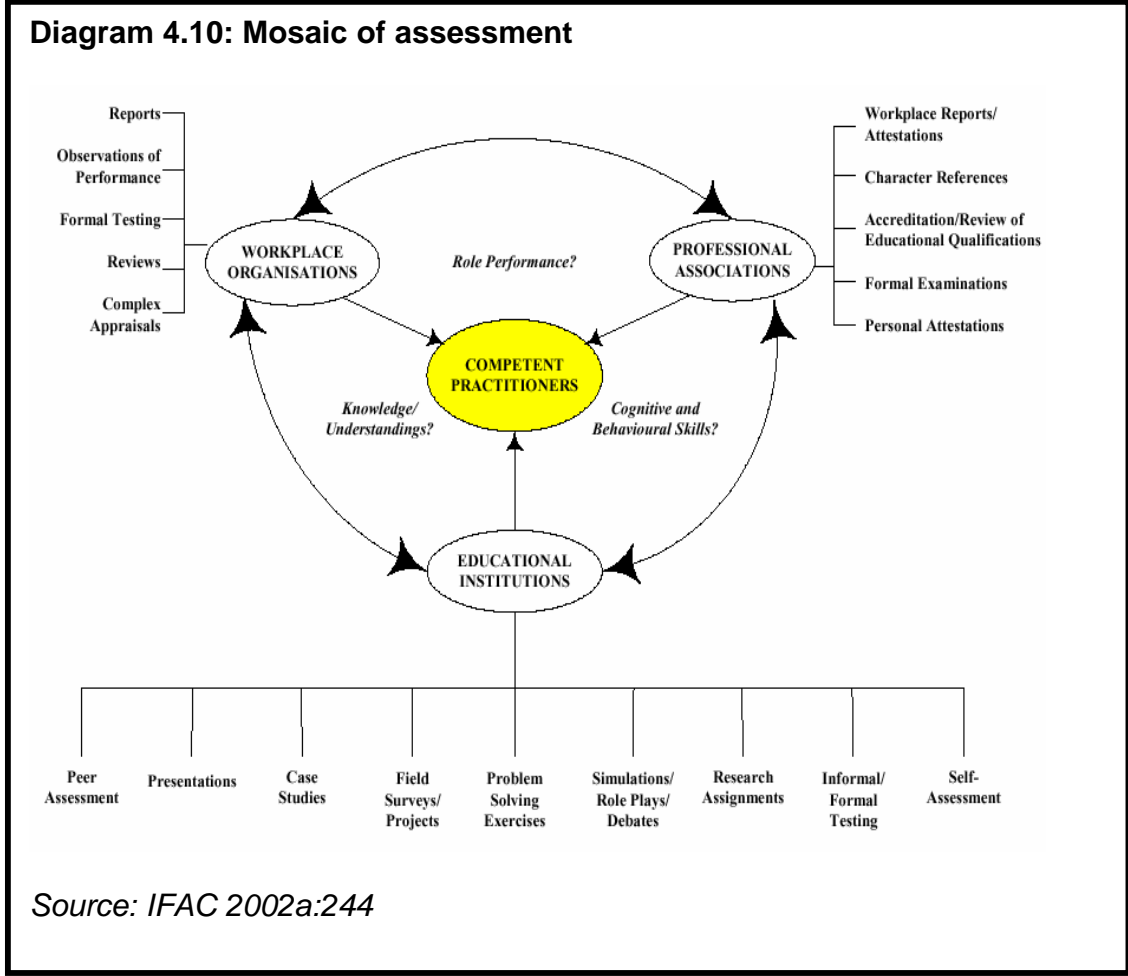 Diagram 4.10: Mosaic of assessment
Reports
Observations of
Performance
Formal Testing
Reviews
Complex
Appraisals
WORKPLACE
ORGANISATIONS
Role Performance?
PROFESSIONAL
ASSOCIATIONS
Workplace Reports/
Attestations
Character References
Accreditation/Review of
Educational Qualifications
Formal Examinations
Personal Attestations
COMPETENT
PRACTITIONERS
Knowledge/
Understandings?
Cognitive and
Behavioural Skills?
EDUCATIONAL
INSTITUTIONS
Peer
Assessment
Presentations
Case
Studies
Field
Surveys/
Projects
Problem
Solving
Exercises
Simulations/
Role Plays/
Debates
Research
Assignments
Informal/
Formal
Testing
Self-
Assessment
Source: IFAC 2002a:244